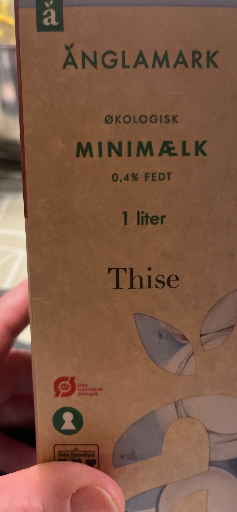 ä
ÄNGLAMARK
ØKOLOGISK
MINIMÆLK
0,4% FEDT
1 liter
Thise
Ø